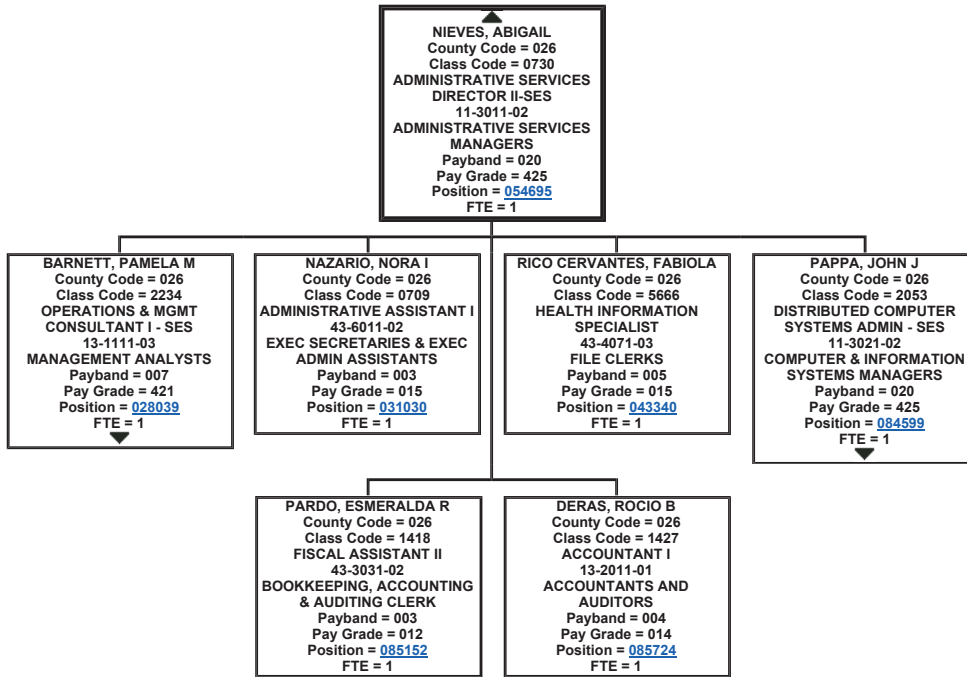 NIEVES, ABIGAIL
County Code = 026
Class Code = 0730
ADMINISTRATIVE SERVICES
DIRECTOR II-SES
11-3011-02
ADMINISTRATIVE SERVICES
MANAGERS
Payband = 020
Pay Grade = 425
Position = 054695
FTE = 1
BARNETT, PAMELA M
County Code = 026
Class Code = 2234
OPERATIONS & MGMT
CONSULTANT I - SES
13-1111-03
MANAGEMENT ANALYSTS
Payband = 007
Pay Grade = 421
Position = 028039
FTE = 1
NAZARIO, NORA I
County Code = 026
Class Code = 0709
ADMINISTRATIVE ASSISTANT I
43-6011-02
EXEC SECRETARIES & EXEC
ADMIN ASSISTANTS
Payband = 003
Pay Grade = 015
Position = 031030
FTE = 1
RICO CERVANTES, FABIOLA
County Code = 026
Class Code = 5666
HEALTH INFORMATION
SPECIALIST
43-4071-03
FILE CLERKS
Payband = 005
Pay Grade = 015
Position = 043340
FTE = 1
PAPPA, JOHN J
County Code = 026
Class Code = 2053
DISTRIBUTED COMPUTER
SYSTEMS ADMIN - SES
11-3021-02
COMPUTER & INFORMATION
SYSTEMS MANAGERS
Payband = 020
Pay Grade = 425
Position = 084599
FTE = 1
PARDO, ESMERALDA R
County Code = 026
Class Code = 1418
FISCAL ASSISTANT II
43-3031-02
BOOKKEEPING, ACCOUNTING
& AUDITING CLERK
Payband = 003
Pay Grade = 012
Position = 085152
FTE = 1
DERAS, ROCIO B
County Code = 026
Class Code = 1427
ACCOUNTANT I
13-2011-01
ACCOUNTANTS AND
AUDITORS
Payband = 004
Pay Grade = 014
Position = 085724
FTE = 1